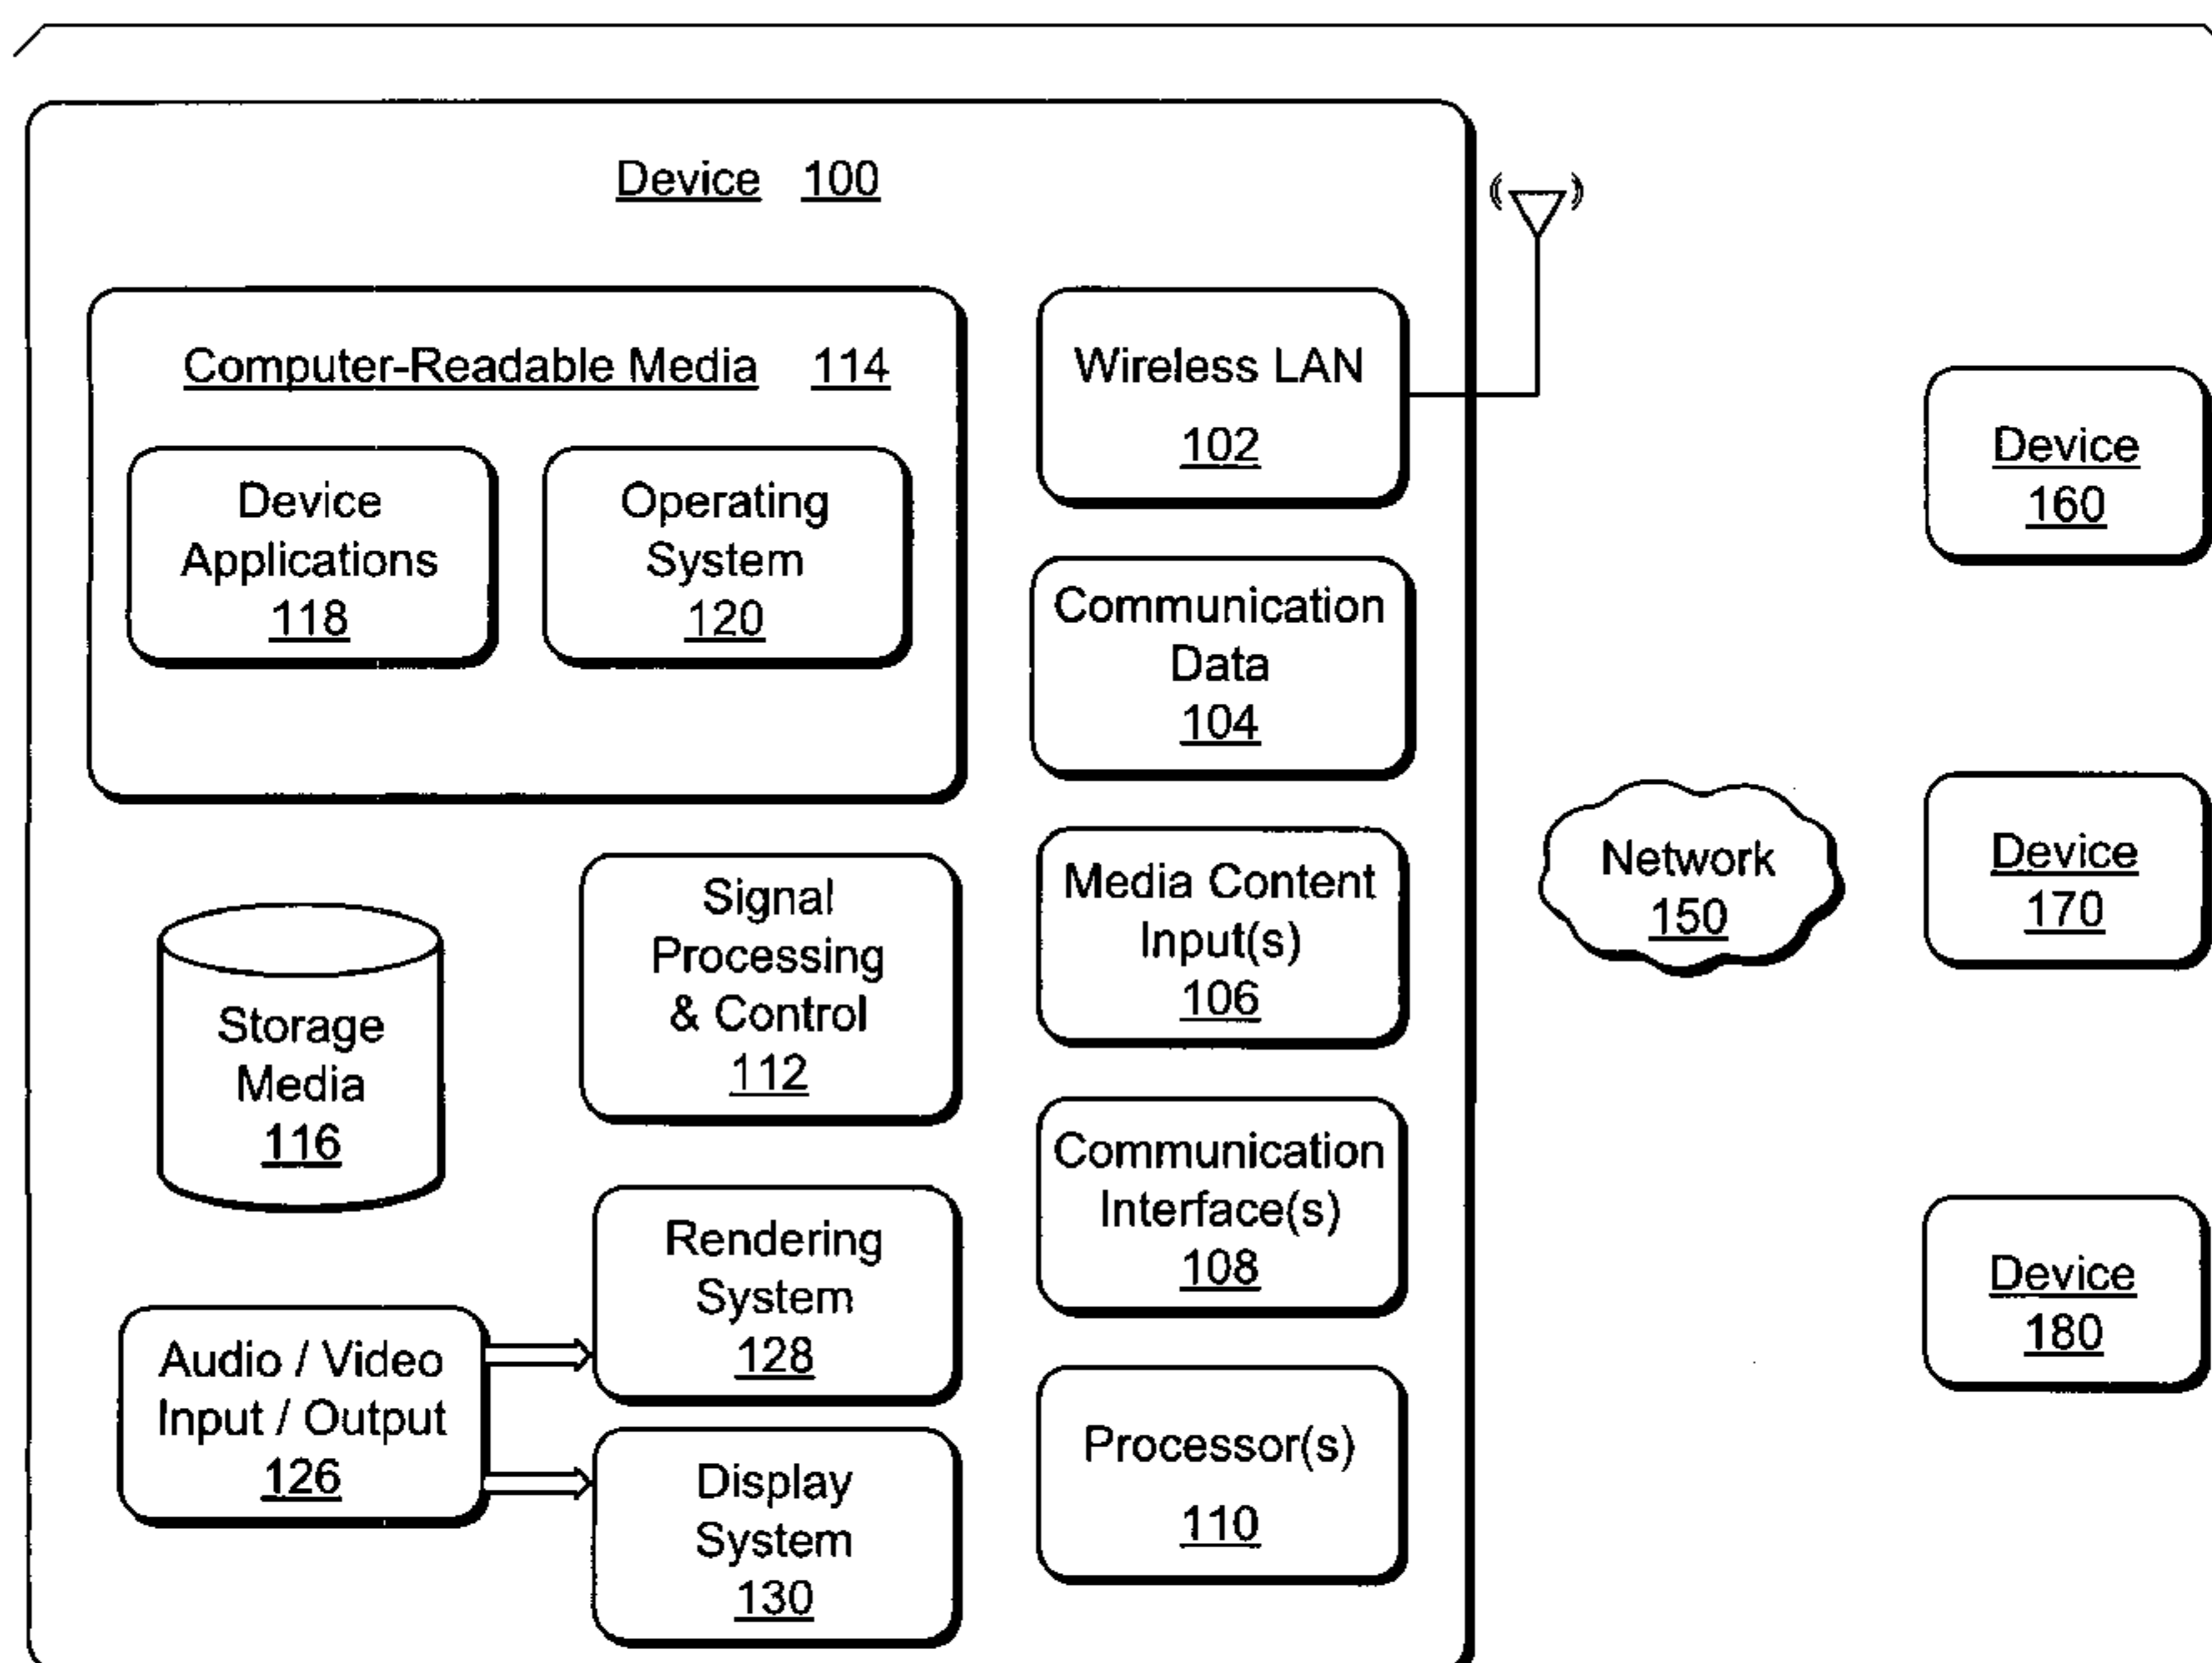 Device 100
Computer-Readable Media 114
Device
Applications
118
Operating
System
120
Wireless LAN
102
Communication
Data
104
Media Content
Input(s)
106
Communication
Interface(s)
108
Processor(s)
110
Signal
Processing
& Control
112
Storage
Media
116
Rendering
System
128
Audio / Video
Input / Output
126
Display
System
130
Network
150
Device
160
Device
170
Device
180